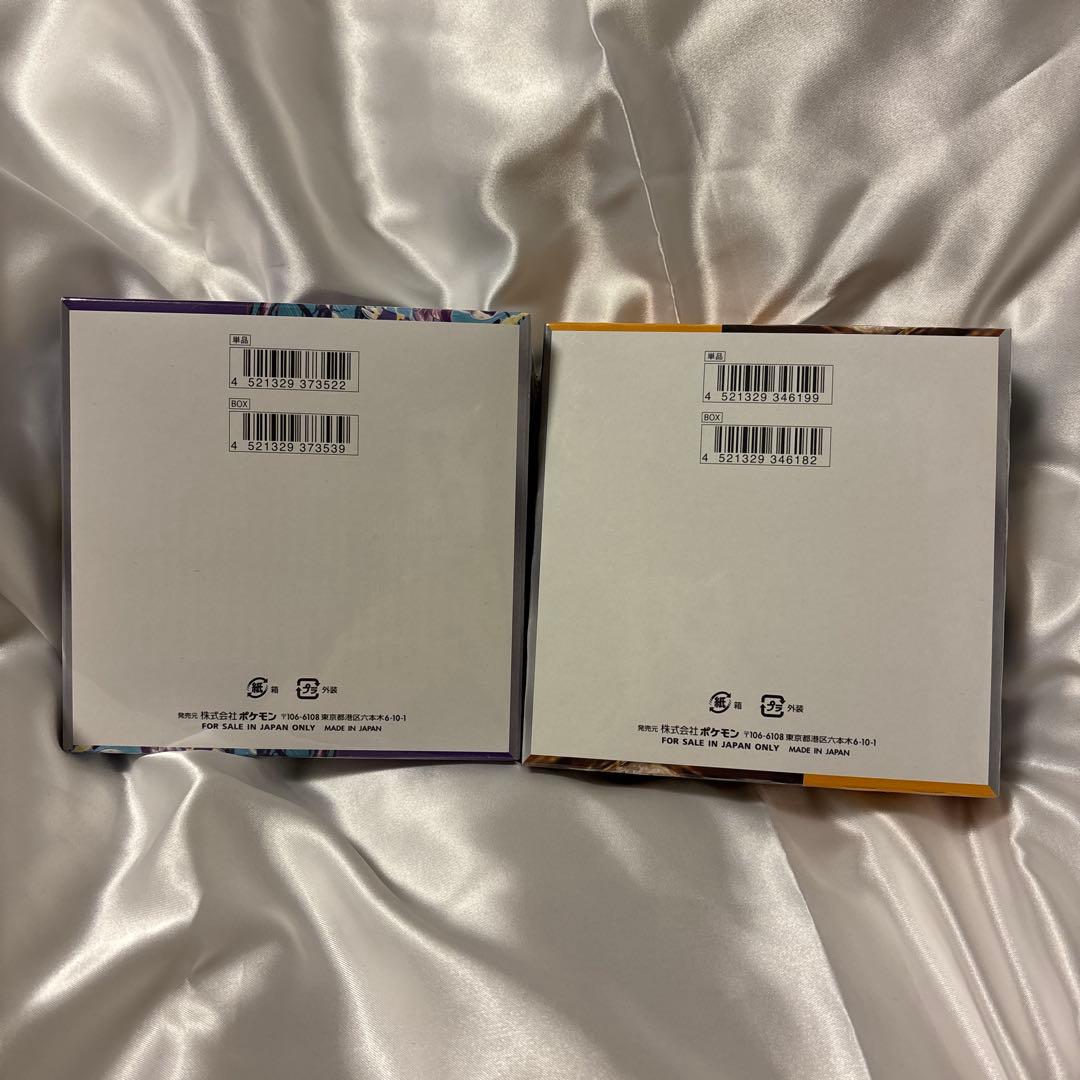 単品
4 521329 373522
BOX
4 521329 373539
紙 箱 プラ 外装
発売元 株式会社 ポケモン 〒106-6108 東京都港区六本木6-10-1
FOR SALE IN JAPAN ONLY MADE IN JAPAN
単品
4 521329 346199
BOX
4 521329 346182
紙 箱 プラ 外装
発売元 株式会社 ポケモン 〒106-6108 東京都港区六本木6-10-1
FOR SALE IN JAPAN ONLY MADE IN JAPAN